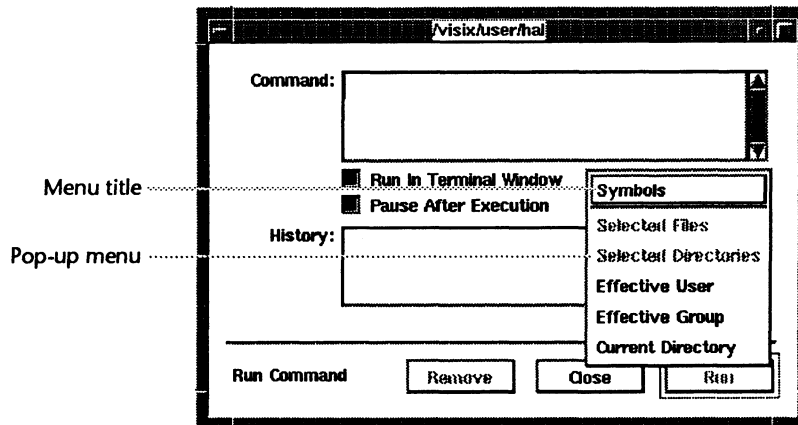 /visix/user/hal
Command:
Menu title
Run In Terminal Window
Symbols
Pause After Execution
Selected Files
History:
Pop-up menu
Selected Directories
Effective User
Effective Group
Current Directory
Run Command
Remove
Close
Run